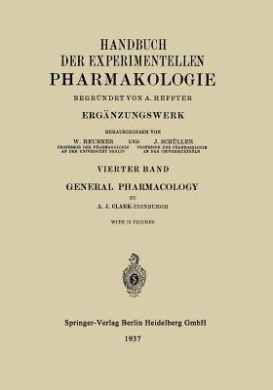 HANDBUCH
DER EXPERIMENTELLEN
PHARMAKOLOGIE
BEGRÜNDET VON A. HEFFTER
ERGÄNZUNGSWERK
HERAUSGEGEBEN VON
W. HEUBNER UND J. SCHÜLLER
PROFESSOR DER PHARMAKOLOGIE PROFESSOR DER PHARMAKOLOGIE
AN DER UNIVERSITÄT BERLIN AN DER UNIVERSITÄT KÖLN
VIERTER BAND
GENERAL PHARMACOLOGY
BY
A. J. CLARK-EDINBURGH
WITH FIGURES
Springer-Verlag Berlin Heidelberg GmbH
1937